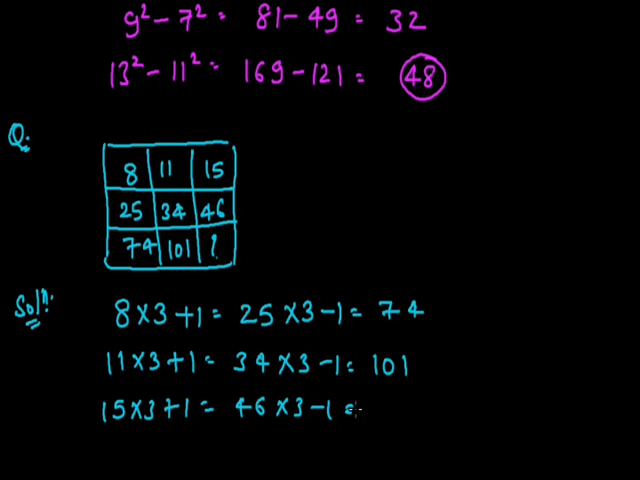 9² - 7² = 81 - 49 = 32
13² - 11² = 169 - 121 = 48
Q.
8 11 15
25 34 46
74 101 ?
Solⁿ: 8 × 3 + 1 = 25 × 3 - 1 = 74
11 × 3 + 1 = 34 × 3 - 1 = 101
15 × 3 + 1 = 46 × 3 - 1 =